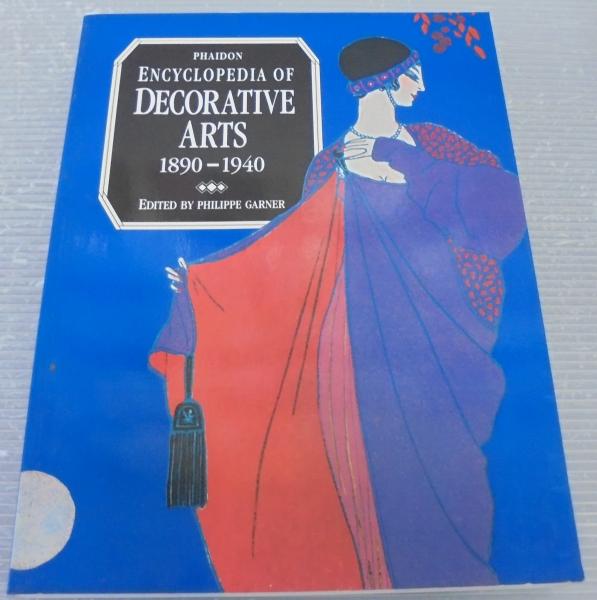 PHAIDON
ENCYCLOPEDIA OF
DECORATIVE
ARTS
1890–1940
EDITED BY PHILIPPE GARNER